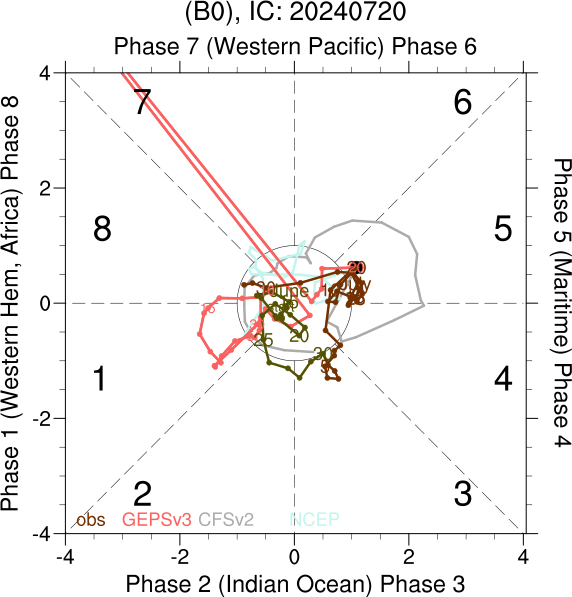 (B0), IC: 20240720
Phase 7 (Western Pacific) Phase 6
4
2
0
-2
-4
Phase 1 (Western Hem, Africa) Phase 8
Phase 5 (Maritime) Phase 4
7
6
8
5
1
4
2
3
20
June
25
20
30
obs
GEPSv3
CFSv2
NCEP
-4
-2
0
2
4
Phase 2 (Indian Ocean) Phase 3